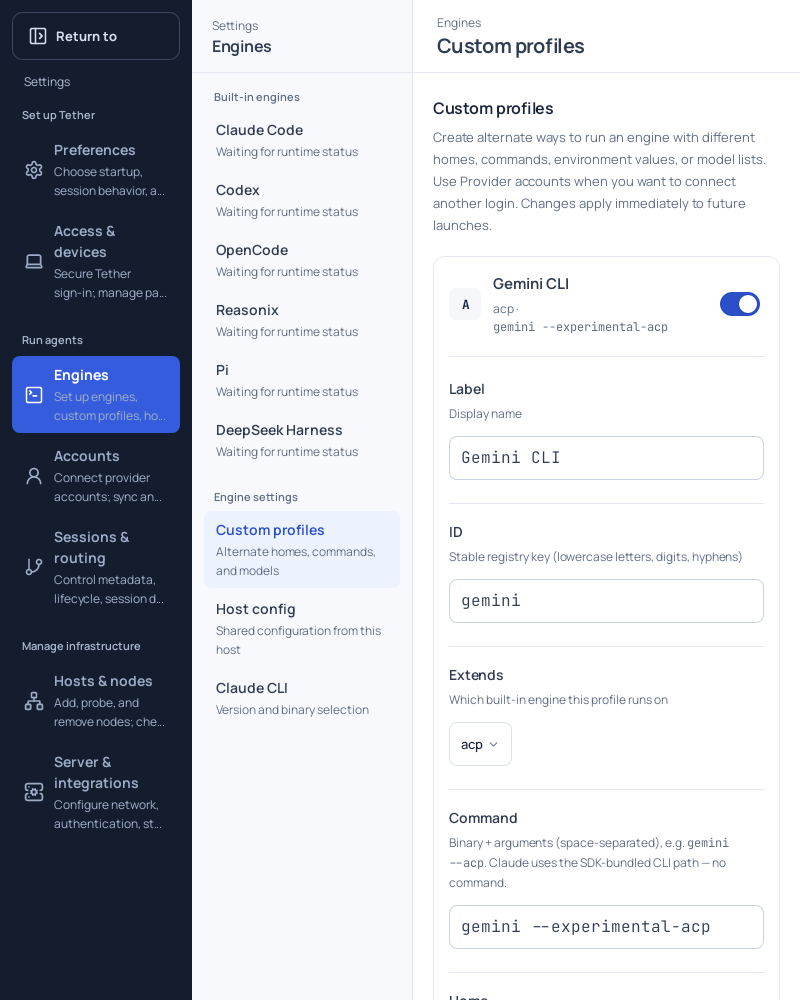 Return to
Settings
Set up Tether
Preferences
Choose startup,
session behavior, a...
Access &
devices
Secure Tether
sign-in; manage pa...
Run agents
Engines
Set up engines,
custom profiles, ho...
Accounts
Connect provider
accounts; sync an...
Sessions &
routing
Control metadata,
lifecycle, session d...
Manage infrastructure
Hosts & nodes
Add, probe, and
remove nodes; che...
Server &
integrations
Configure network,
authentication, st...
Settings
Engines
Built-in engines
Claude Code
Waiting for runtime status
Codex
Waiting for runtime status
OpenCode
Waiting for runtime status
Reasonix
Waiting for runtime status
Pi
Waiting for runtime status
DeepSeek Harness
Waiting for runtime status
Engine settings
Custom profiles
Alternate homes, commands,
and models
Host config
Shared configuration from this
host
Claude CLI
Version and binary selection
Engines
Custom profiles
Custom profiles
Create alternate ways to run an engine with different
homes, commands, environment values, or model lists.
Use Provider accounts when you want to connect
another login. Changes apply immediately to future
launches.
A
Gemini CLI
acp ·
gemini --experimental-acp
Label
Display name
Gemini CLI
ID
Stable registry key (lowercase letters, digits, hyphens)
gemini
Extends
Which built-in engine this profile runs on
acp
Command
Binary + arguments (space-separated), e.g. gemini
--acp. Claude uses the SDK-bundled CLI path — no
command.
gemini --experimental-acp
Home